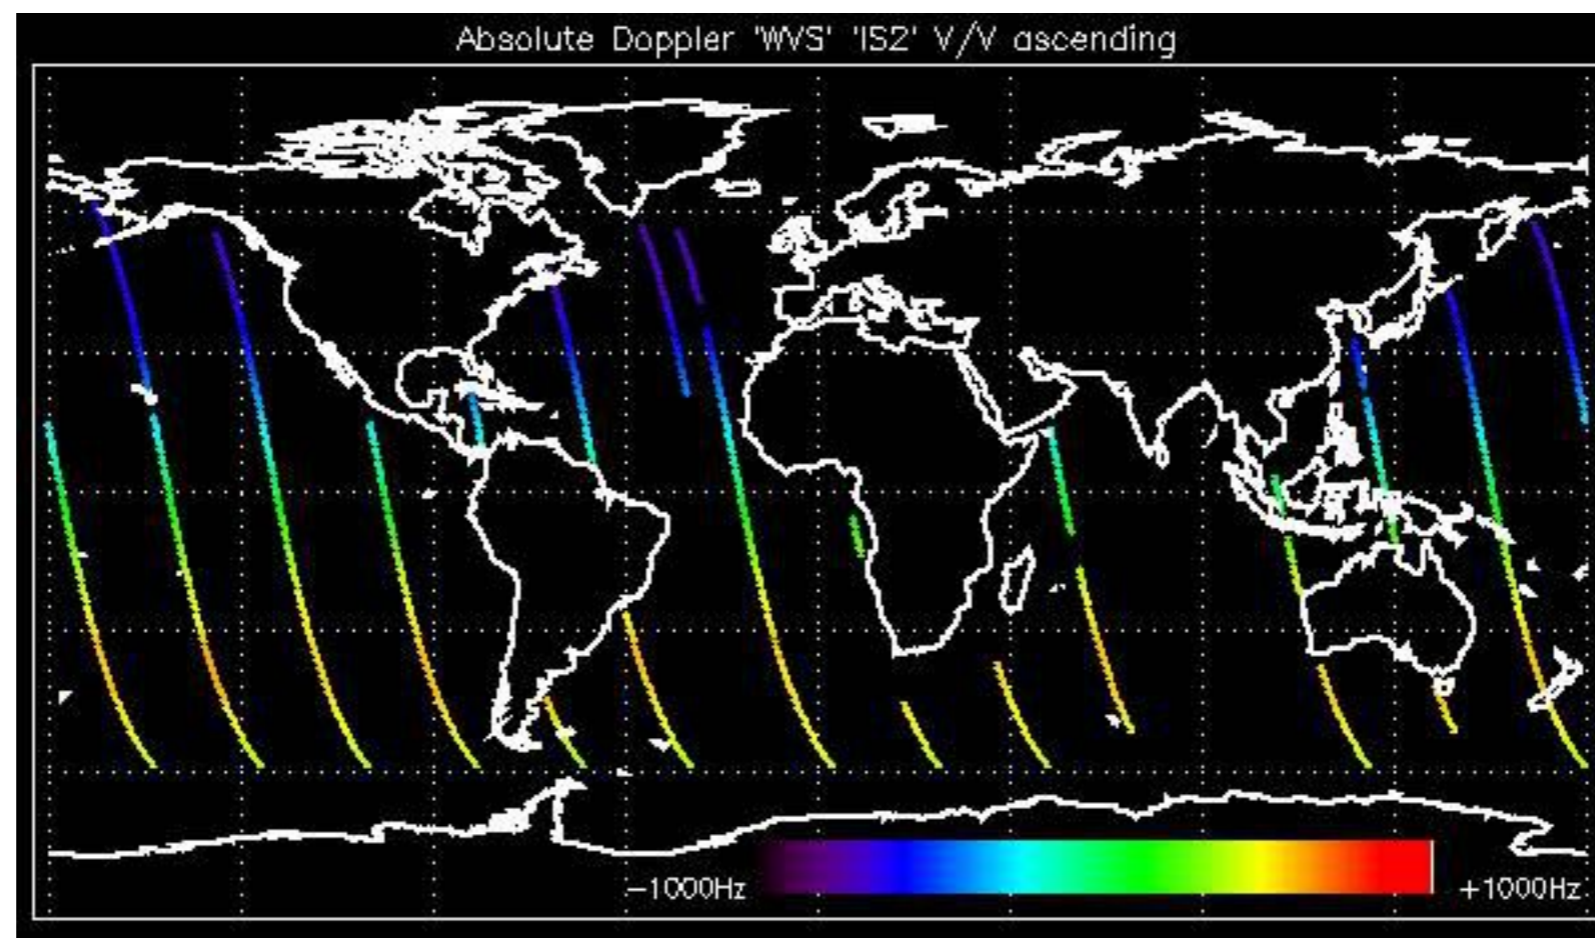 Absolute Doppler 'WVS' 'IS2' V/V ascending
−1000Hz
+1000Hz